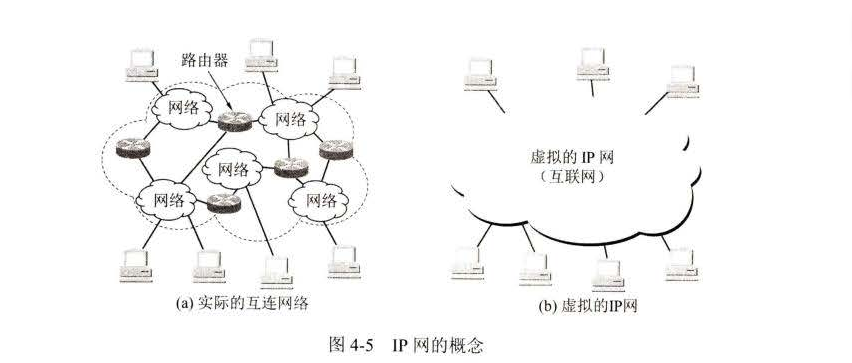 路由器
网络
网络
网络
网络
网络
虚拟的 IP 网
（互联网）
(a) 实际的互连网络
(b) 虚拟的IP网
图 4-5 IP 网的概念